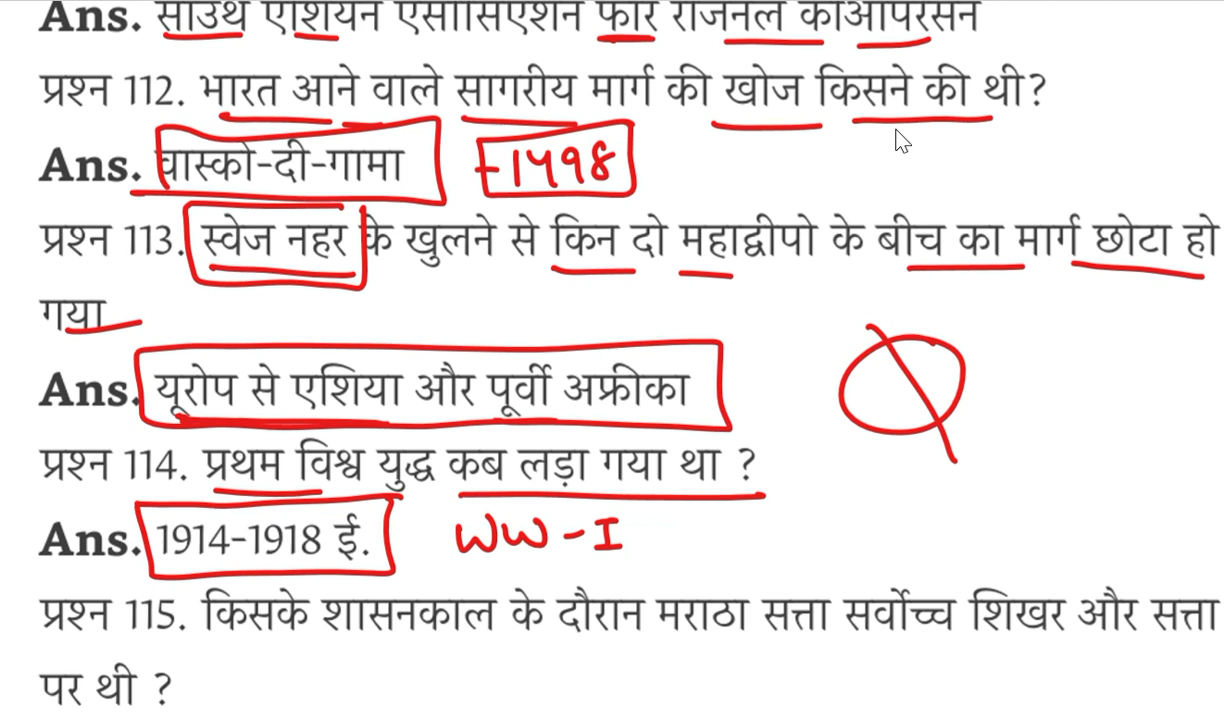 Ans. साउथ एशियन एसोसिएशन फॉर रीजनल कोऑपरेसन
प्रश्न 112. भारत आने वाले सागरीय मार्ग की खोज किसने की थी?
Ans. वास्को-दी-गामा -1498
प्रश्न 113. स्वेज नहर के खुलने से किन दो महाद्वीपो के बीच का मार्ग छोटा हो
गया
Ans. यूरोप से एशिया और पूर्वी अफ्रीका
प्रश्न 114. प्रथम विश्व युद्ध कब लड़ा गया था ?
Ans. 1914-1918 ई. WW-I
प्रश्न 115. किसके शासनकाल के दौरान मराठा सत्ता सर्वोच्च शिखर और सत्ता
पर थी ?